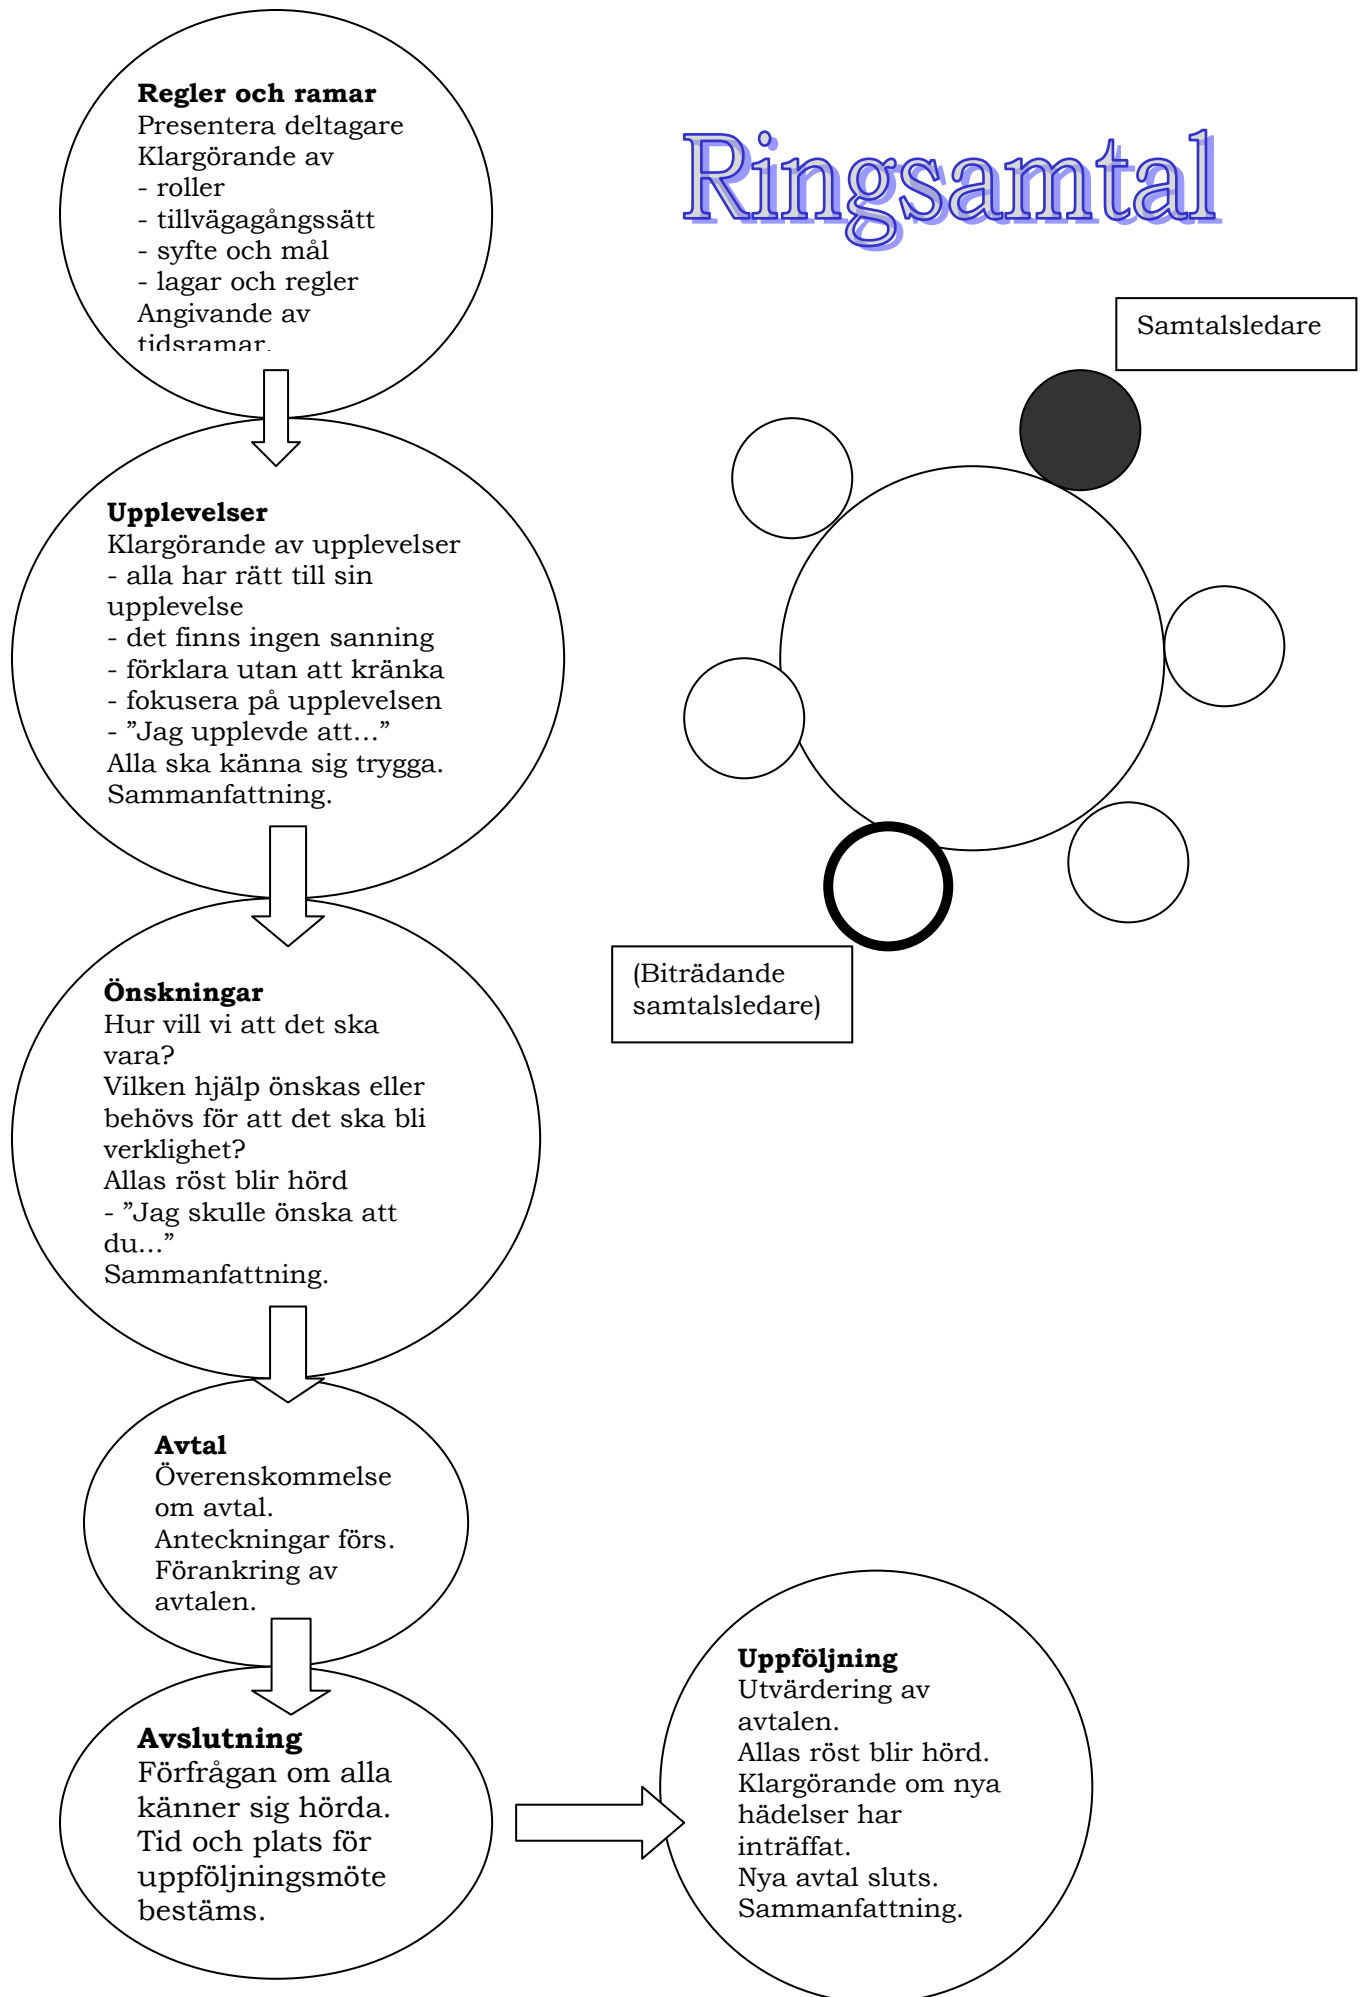 Regler och ramar
Presentera deltagare
Klargörande av
- roller
- tillvägagångssätt
- syfte och mål
- lagar och regler
Angivande av
tidsramar.
Ringsamtal
Samtalsledare
Upplevelser
Klargörande av upplevelser
- alla har rätt till sin
upplevelse
- det finns ingen sanning
- förklara utan att kränka
- fokusera på upplevelsen
- ”Jag upplevde att…”
Alla ska känna sig trygga.
Sammanfattning.
(Biträdande
samtalsledare)
Önskningar
Hur vill vi att det ska
vara?
Vilken hjälp önskas eller
behövs för att det ska bli
verklighet?
Allas röst blir hörd
- ”Jag skulle önska att
du…”
Sammanfattning.
Avtal
Överenskommelse
om avtal.
Anteckningar förs.
Förankring av
avtalen.
Avslutning
Förfrågan om alla
känner sig hörda.
Tid och plats för
uppföljningsmöte
bestäms.
Uppföljning
Utvärdering av
avtalen.
Allas röst blir hörd.
Klargörande om nya
hädelser har
inträffat.
Nya avtal sluts.
Sammanfattning.